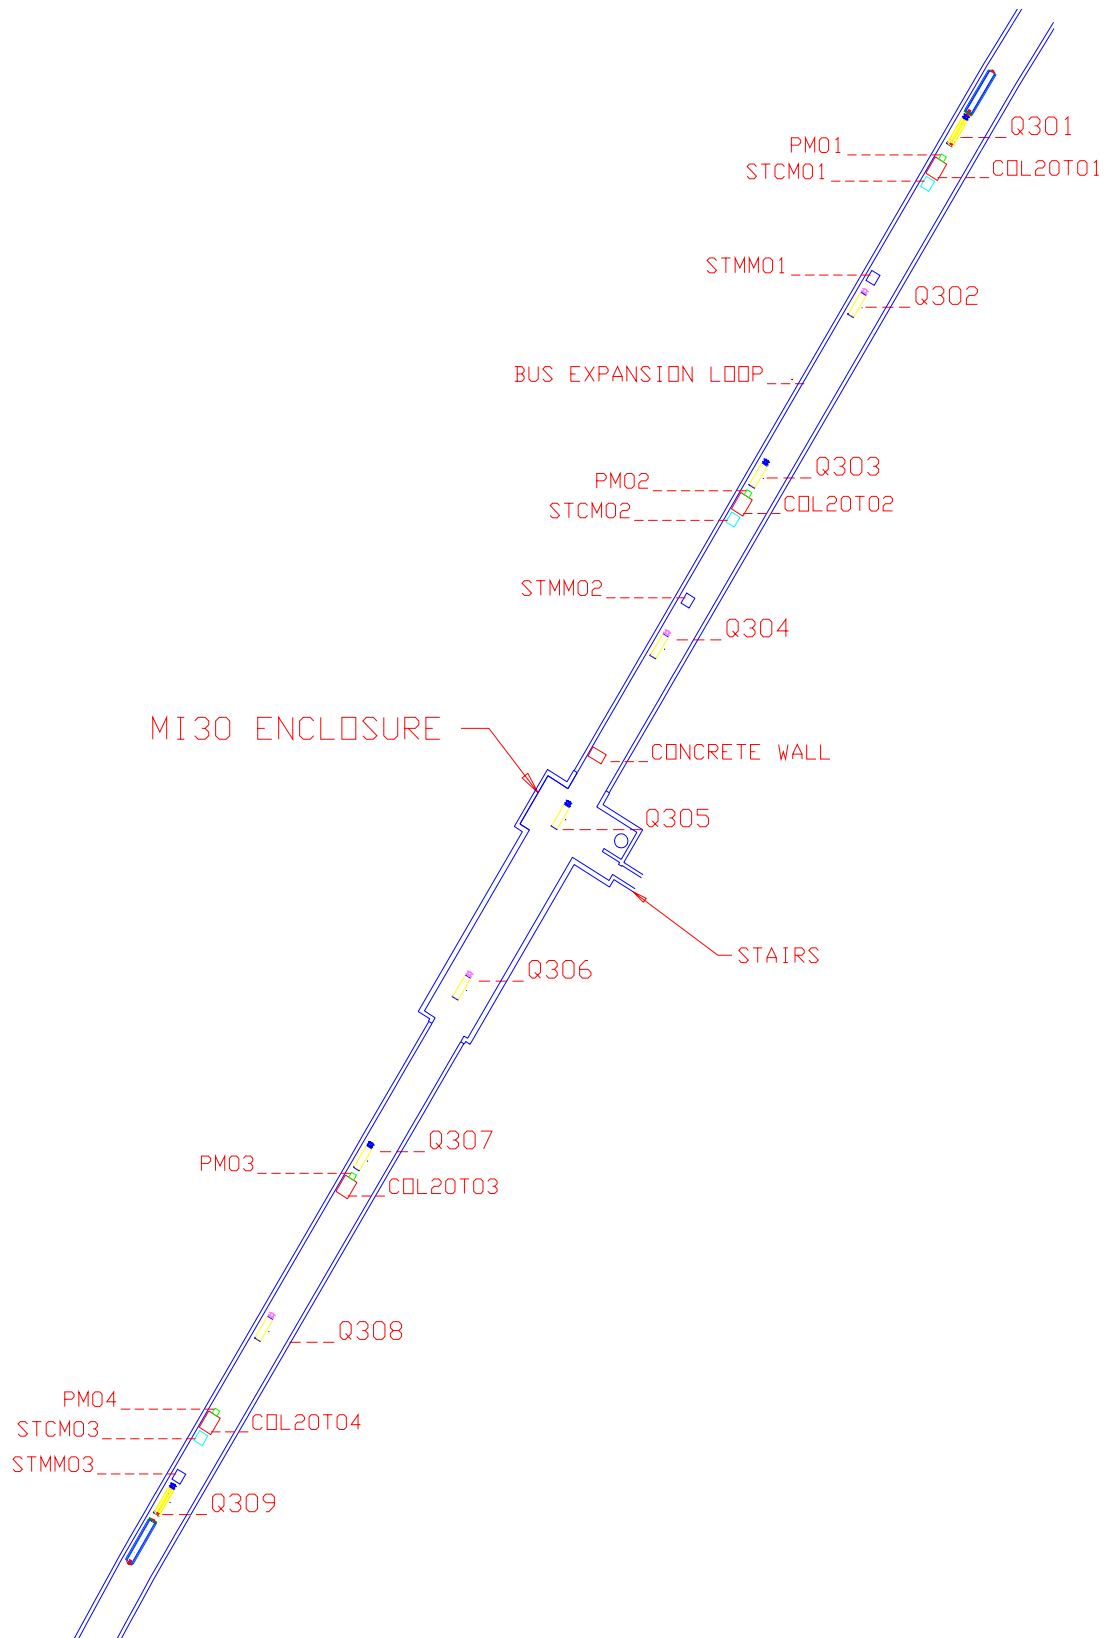 Q301
PM01
STCM01
COL20T01
STMM01
Q302
BUS EXPANSION LOOP
Q303
PM02
STCM02
COL20T02
STMM02
Q304
MI30 ENCLOSURE
CONCRETE WALL
Q305
STAIRS
Q306
Q307
PM03
COL20T03
Q308
PM04
STCM03
COL20T04
STMM03
Q309